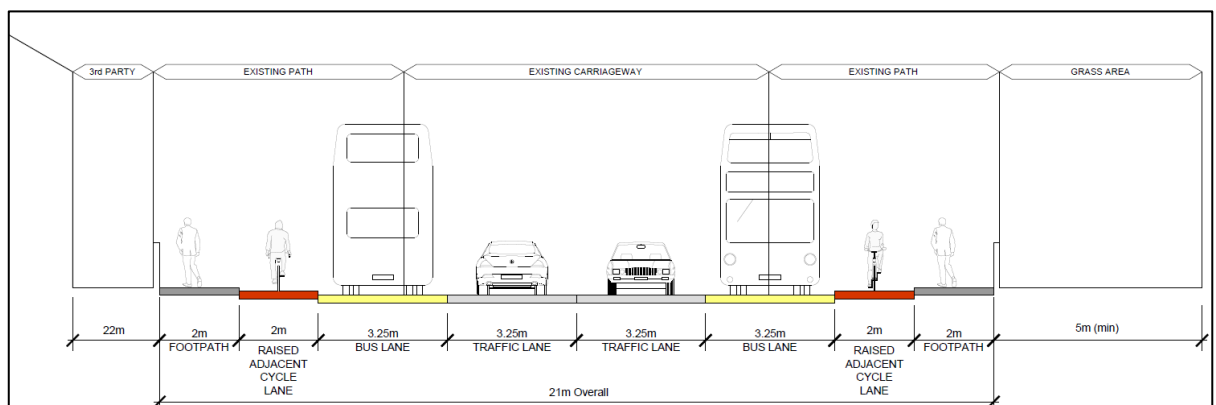 3rd PARTY
EXISTING PATH
EXISTING CARRIAGEWAY
EXISTING PATH
GRASS AREA
22m
2m
FOOTPATH
2m
RAISED
ADJACENT
CYCLE
LANE
3.25m
BUS LANE
3.25m
TRAFFIC LANE
3.25m
TRAFFIC LANE
3.25m
BUS LANE
2m
RAISED
ADJACENT
CYCLE
LANE
2m
FOOTPATH
5m (min)
21m Overall